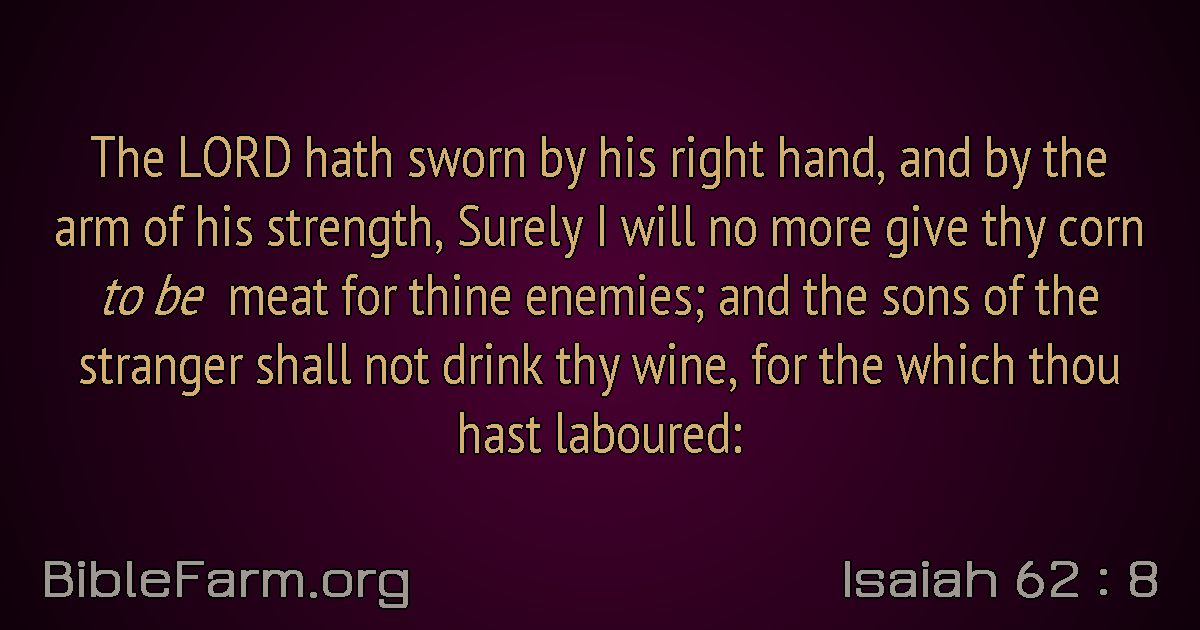 The LORD hath sworn by his right hand, and by the
arm of his strength, Surely I will no more give thy corn
to be meat for thine enemies; and the sons of the
stranger shall not drink thy wine, for the which thou
hast laboured:
BibleFarm.org
Isaiah 62 : 8